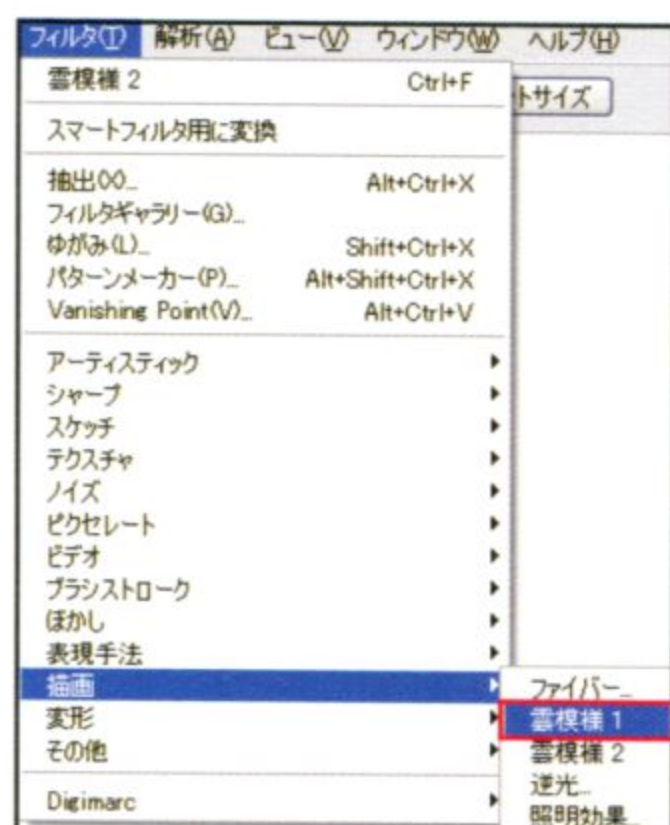 フィルタ(T) 解析(A) ビュー(V) ウィンドウ(W) ヘルプ(H)
雲模様 2 Ctrl+F
トサイズ
スマートフィルタ用に変換
抽出(X)... Alt+Ctrl+X
フィルタギャラリー(G)...
ゆがみ(L)... Shift+Ctrl+X
パターンメーカー(P)... Alt+Shift+Ctrl+X
Vanishing Point(V)... Alt+Ctrl+V
アーティスティック
シャープ
スケッチ
テクスチャ
ノイズ
ピクセレート
ビデオ
ブラシストローク
ぼかし
表現手法
描画
ファイバー...
変形
雲模様 1
その他
雲模様 2
逆光...
Digimarc
照明効果...